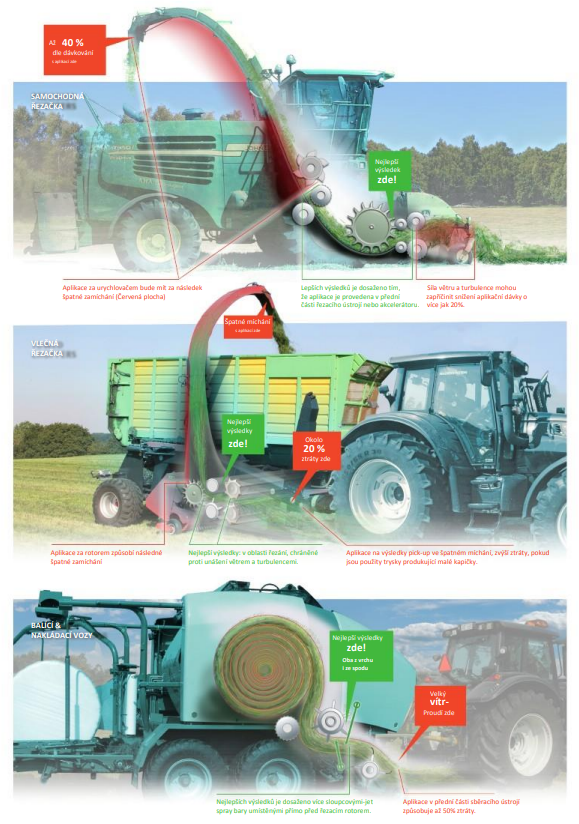 Až 40 %
dle dávkování
s aplikací zde
SAMOCHODNÁ
ŘEZAČKA
Nejlepší
výsledek
zde!
Aplikace za urychlovačem bude mít za následek
špatné zamíchání (Červená plocha)
Lepších výsledků je dosaženo tím,
že aplikace je provedena v přední
části řezacího ústrojí nebo akcelerátoru.
Síla větru a turbulence mohou
zapříčinit snížení aplikační dávky o
více jak 20%.
Špatné míchání
s aplikací zde
VLEČNÁ
ŘEZAČKA
Nejlepší
výsledky
zde!
Okolo
20 %
ztráty zde
Aplikace za rotorem způsobí následné
špatné zamíchání
Nejlepší výsledky: v oblasti řezání, chráněné
proti unášení větrem a turbulencemi.
Aplikace na výsledky pick-up ve špatném míchání, zvýší ztráty, pokud
jsou použity trysky produkující malé kapičky.
BALÍCÍ &
NAKLÁDACÍ VOZY
Nejlepší výsledky
zde!
Oba z vrchu
i ze spodu
Velký
vítr-
Proudí zde
Nejlepších výsledků je dosaženo více sloupcovými-jet
spray bary umístněnými přímo před řezacím rotorem.
Aplikace v přední části sběracího ústrojí
způsobuje až 50% ztráty.